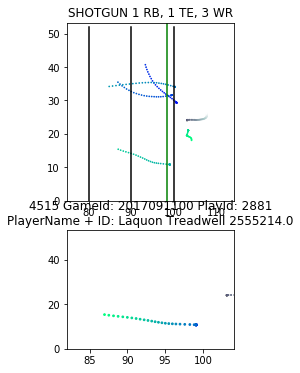 SHOTGUN 1 RB, 1 TE, 3 WR
50
40
30
20
10
0
80 90 100 110
4515 GameId: 2017091100 PlayId: 2881
PlayerName + ID: Laquon Treadwell 2555214.0
40
20
0
85 90 95 100